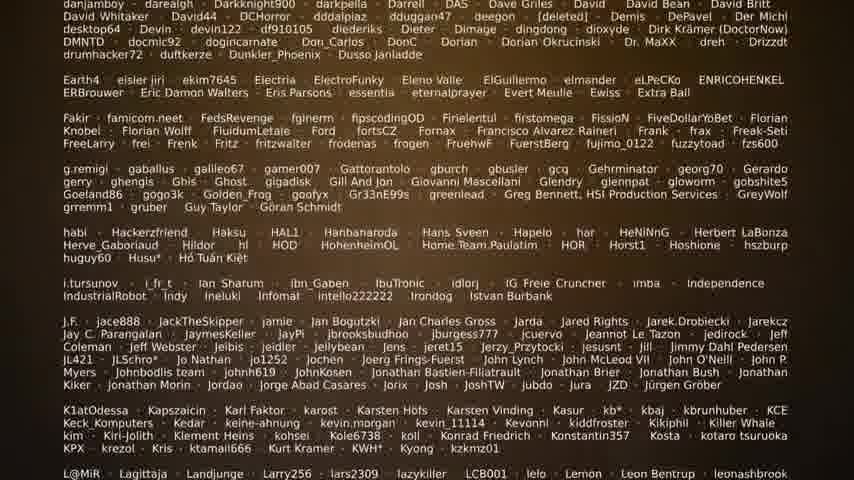 danjamboy · darealgh · Darkknight900 · darkpella · Darrell · DAS · Dave Griles · David · David Bean · David Britt
David Whitaker · David44 · DCHorror · dddalpiaz · dduggan47 · deegon · [deleted] · Demis · DePavel · Der Michl
desktop64 · Devin · devin122 · df910105 · diederiks · Dieter · Dimage · dingdong · dioxyde · Dirk Krämer (DoctorNow)
DMNTD · docmlc92 · dogincarnate · Don_Carlos · DonC · Dorian · Dorian Okrucinski · Dr. MaXX · dreh · Drizzdt
drumhacker72 · duftkerze · Dunkler_Phoenix · Dusso Janladde
Earth4 · eisler jiri · ekim7645 · Electria · ElectroFunky · Eleno Valle · ElGuillermo · elmander · eLPeCKo · ENRICOHENKEL
ERBrouwer · Eric Damon Walters · Eris Parsons · essentia · eternalprayer · Evert Meulie · Ewiss · Extra Ball
Fakir · famicom.neet · FedsRevenge · fginerm · fipscodingOD · Firielentul · firstomega · FissioN · FiveDollarYoBet · Florian
Knobel · Florian Wolff · FluidumLetale · Ford · fortsCZ · Fornax · Francisco Alvarez Raineri · Frank · frax · Freak-Seti
FreeLarry · frei · Frenk · Fritz · fritzwalter · frodenas · frogen · FruehwF · FuerstBerg · fujimo_0122 · fuzzytoad · fzs600
g.remigi · gaballus · galileo67 · gamer007 · Gattorantolo · gburch · gbusler · gcq · Gehrminator · georg70 · Gerardo
gerry · ghengis · Ghis · Ghost · gigadisk · Gill And Jon · Giovanni Mascellani · Glendry · glennpat · gloworm · gobshite5
Goeland86 · gogo3k · Golden_Frog · goofyx · Gr33nE99s · greenlead · Greg Bennett, HSI Production Services · GreyWolf
grremm1 · gruber · Guy Taylor · Göran Schmidt
habi · Hackerzfriend · Haksu · HAL1 · Hanbanaroda · Hans Sveen · Hapelo · har · HeNlNnG · Herbert LaBonza
Herve_Gaboriaud · Hildor · hl · HOD · HohenheimOL · Home.Team.Paulatim · HOR · Horst1 · Hoshione · hszburp
huguy60 · Husu* · Hồ Tuấn Kiệt
i.tursunov · i_fr_t · Ian Sharum · ibn_Gaben · IbuTronic · idlorj · IG_Freie_Cruncher · imba · Independence
IndustrialRobot · Indy · Ineluki · Infomat · intello222222 · Irondog · Istvan Burbank
J.F. · jace888 · JackTheSkipper · jamie · Jan Bogutzki · Jan Charles Gross · Jarda · Jared Rights · Jarek.Drobiecki · Jarekcz
Jay C. Parangalan · JaymesKeller · JayPi · jbrooksbudhoo · jburgess777 · jcuervo · Jeannot Le Tazon · jedirock · Jeff
Coleman · jeff Webster · jeibis · jeidler · Jellybean · Jens · jeret15 · Jerzy_Przytocki · jesusnt · Jill · Jimmy Dahl Pedersen
JL421 · JLSchro* · Jo Nathan · jo1252 · Jochen · Joerg Frings-Fuerst · John Lynch · John McLeod VII · John O'Neill · John P.
Myers · Johnbodlis team · johnh619 · JohnKosen · Jonathan Bastien-Filiatrault · Jonathan Brier · Jonathan Bush · Jonathan
Kiker · Jonathan Morin · Jordao · Jorge Abad Casares · Jorix · Josh · JoshTW · jubdo · jura · JZD · Jürgen Gröber
K1atOdessa · Kapszaicin · Karl Faktor · karost · Karsten Höfs · Karsten Vinding · Kasur · kb* · kbaj · kbrunhuber · KCE
Keck_Komputers · Kedar · keine-ahnung · kevin.morgan · kevin_11114 · Kevonni · kiddfroster · Kikiphil · Killer Whale
kim · Kiri-Jolith · Klement Heins · kohsei · Kole6738 · koll · Konrad Friedrich · Konstantin357 · Kosta · kotaro tsuruoka
KPX · krezol · Kris · ktamail666 · Kurt Kramer · KWH* · Kyong · kzkmz01
L@MiR · Lagittaja · Landjunge · Larry256 · lars2309 · lazykiller · LCB001 · lelo · Lemon · Leon Bentrup · leonashbrook